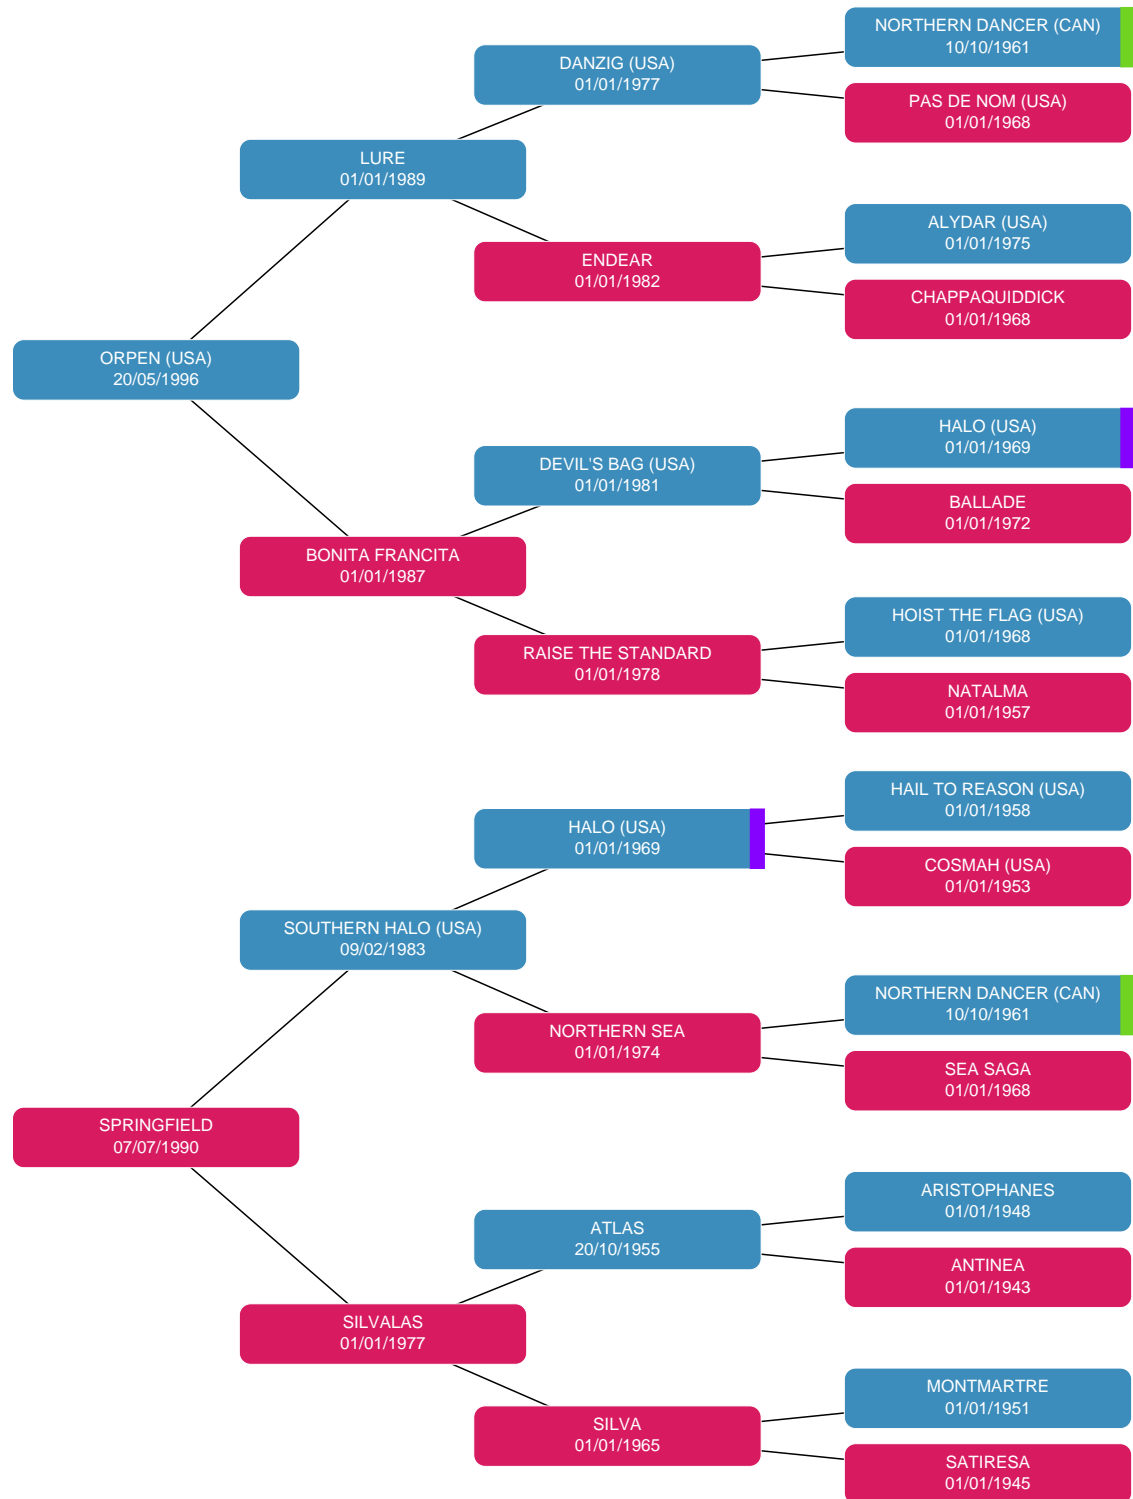 NORTHERN DANCER (CAN)
10/10/1961
DANZIG (USA)
01/01/1977
PAS DE NOM (USA)
01/01/1968
LURE
01/01/1989
ALYDAR (USA)
01/01/1975
ENDEAR
01/01/1982
CHAPPAQUIDDICK
01/01/1968
ORPEN (USA)
20/05/1996
HALO (USA)
01/01/1969
DEVIL'S BAG (USA)
01/01/1981
BALLADE
01/01/1972
BONITA FRANCITA
01/01/1987
HOIST THE FLAG (USA)
01/01/1968
RAISE THE STANDARD
01/01/1978
NATALMA
01/01/1957
HAIL TO REASON (USA)
01/01/1958
HALO (USA)
01/01/1969
COSMAH (USA)
01/01/1953
SOUTHERN HALO (USA)
09/02/1983
NORTHERN DANCER (CAN)
10/10/1961
NORTHERN SEA
01/01/1974
SEA SAGA
01/01/1968
SPRINGFIELD
07/07/1990
ARISTOPHANES
01/01/1948
ATLAS
20/10/1955
ANTINEA
01/01/1943
SILVALAS
01/01/1977
MONTMARTRE
01/01/1951
SILVA
01/01/1965
SATIRESA
01/01/1945